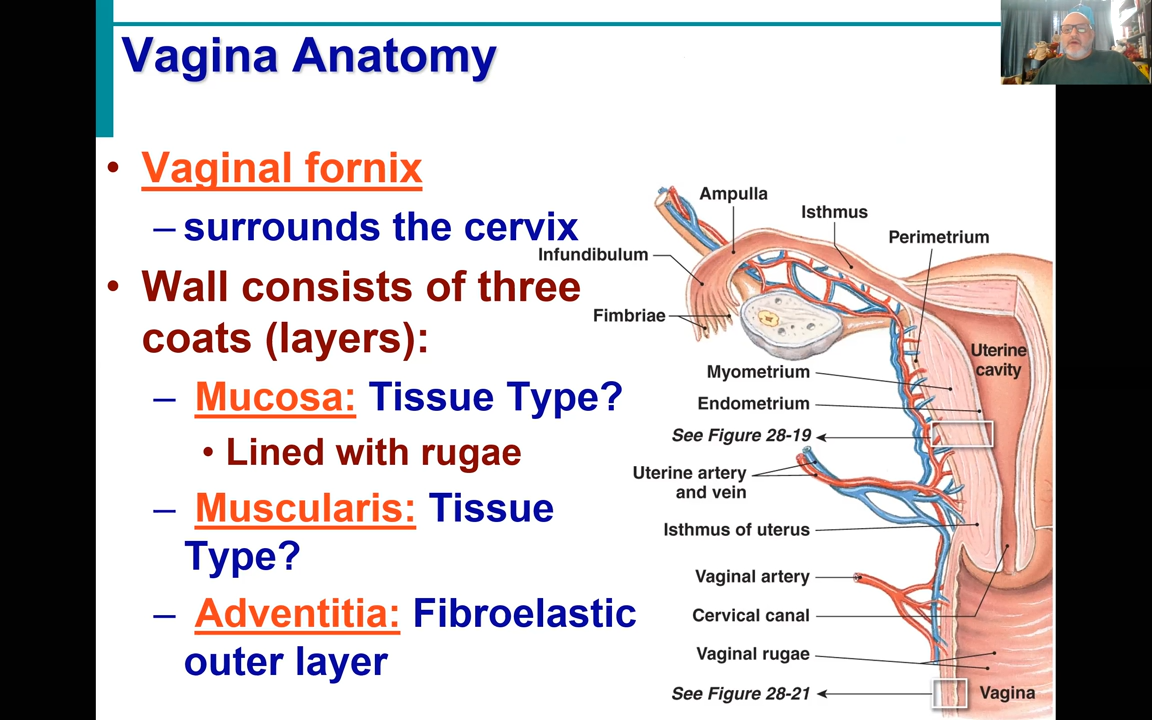 Vagina Anatomy
• Vaginal fornix
– surrounds the cervix
• Wall consists of three
coats (layers):
– Mucosa: Tissue Type?
• Lined with rugae
– Muscularis: Tissue
Type?
– Adventitia: Fibroelastic
outer layer
Ampulla
Isthmus
Perimetrium
Infundibulum
Fimbriae
Uterine
cavity
Myometrium
Endometrium
See Figure 28-19
Uterine artery
and vein
Isthmus of uterus
Vaginal artery
Cervical canal
Vaginal rugae
See Figure 28-21
Vagina